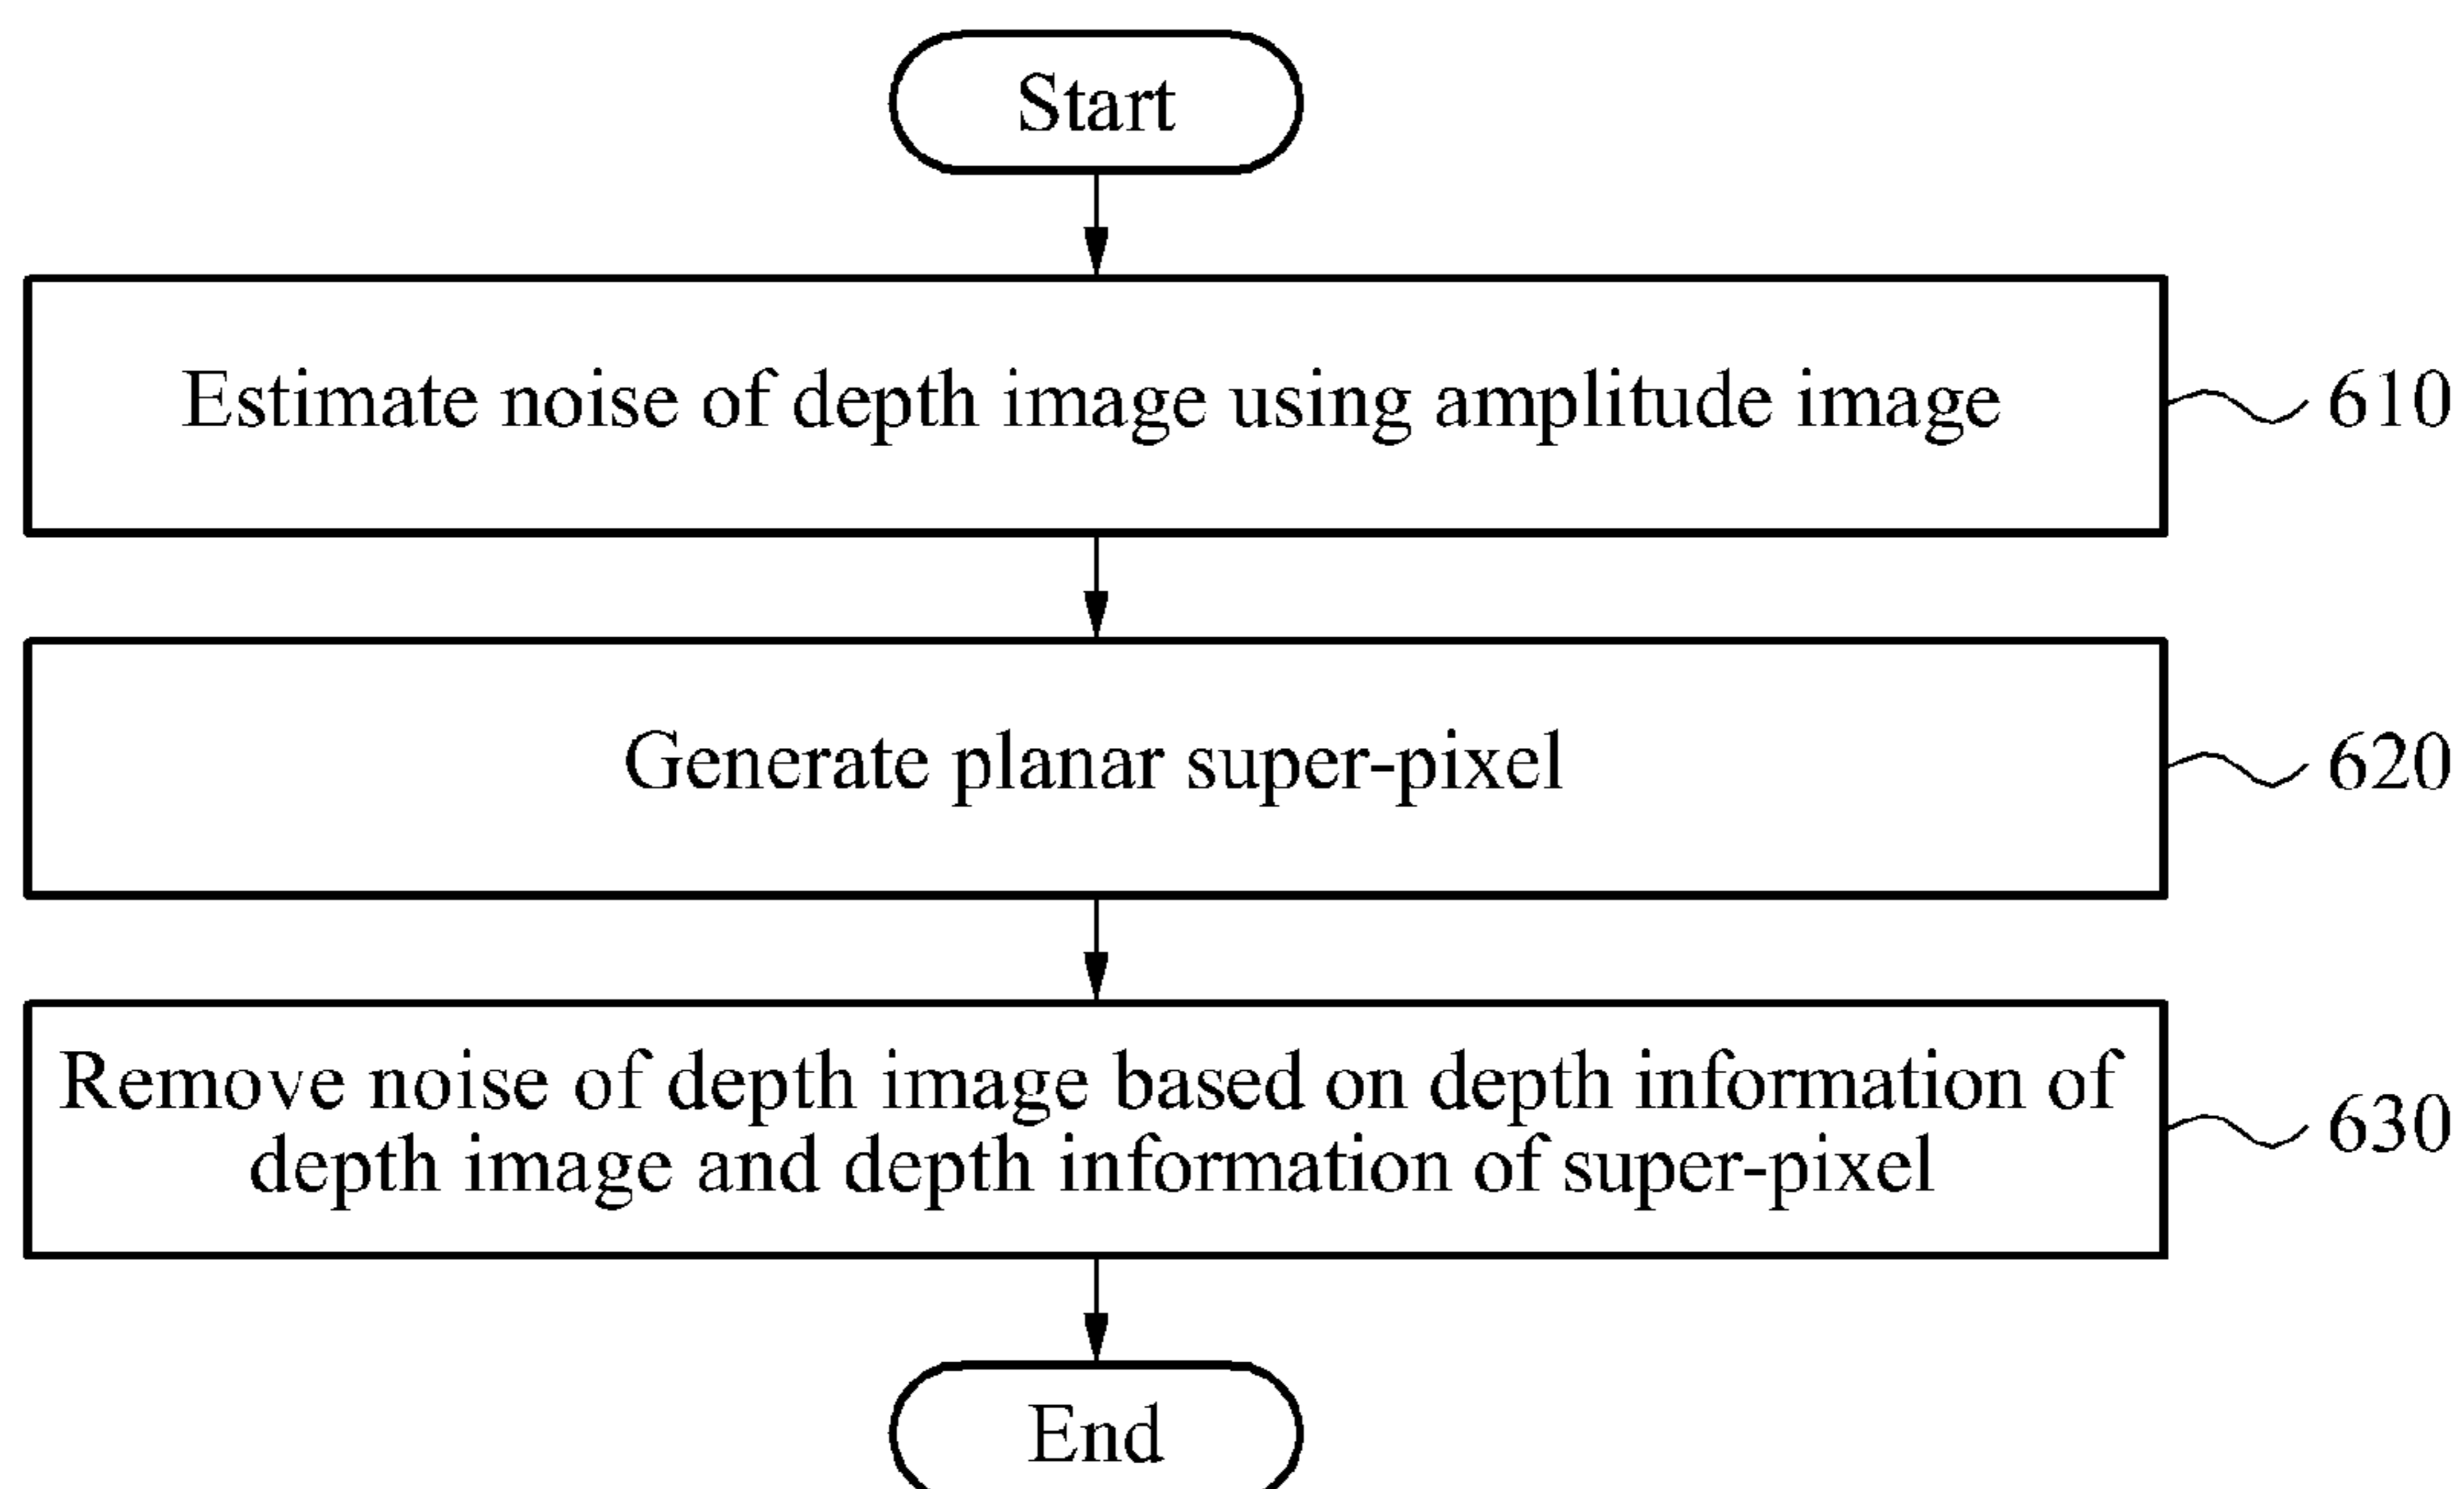 Start
Estimate noise of depth image using amplitude image
610
Generate planar super-pixel
620
Remove noise of depth image based on depth information of
depth image and depth information of super-pixel
630
End